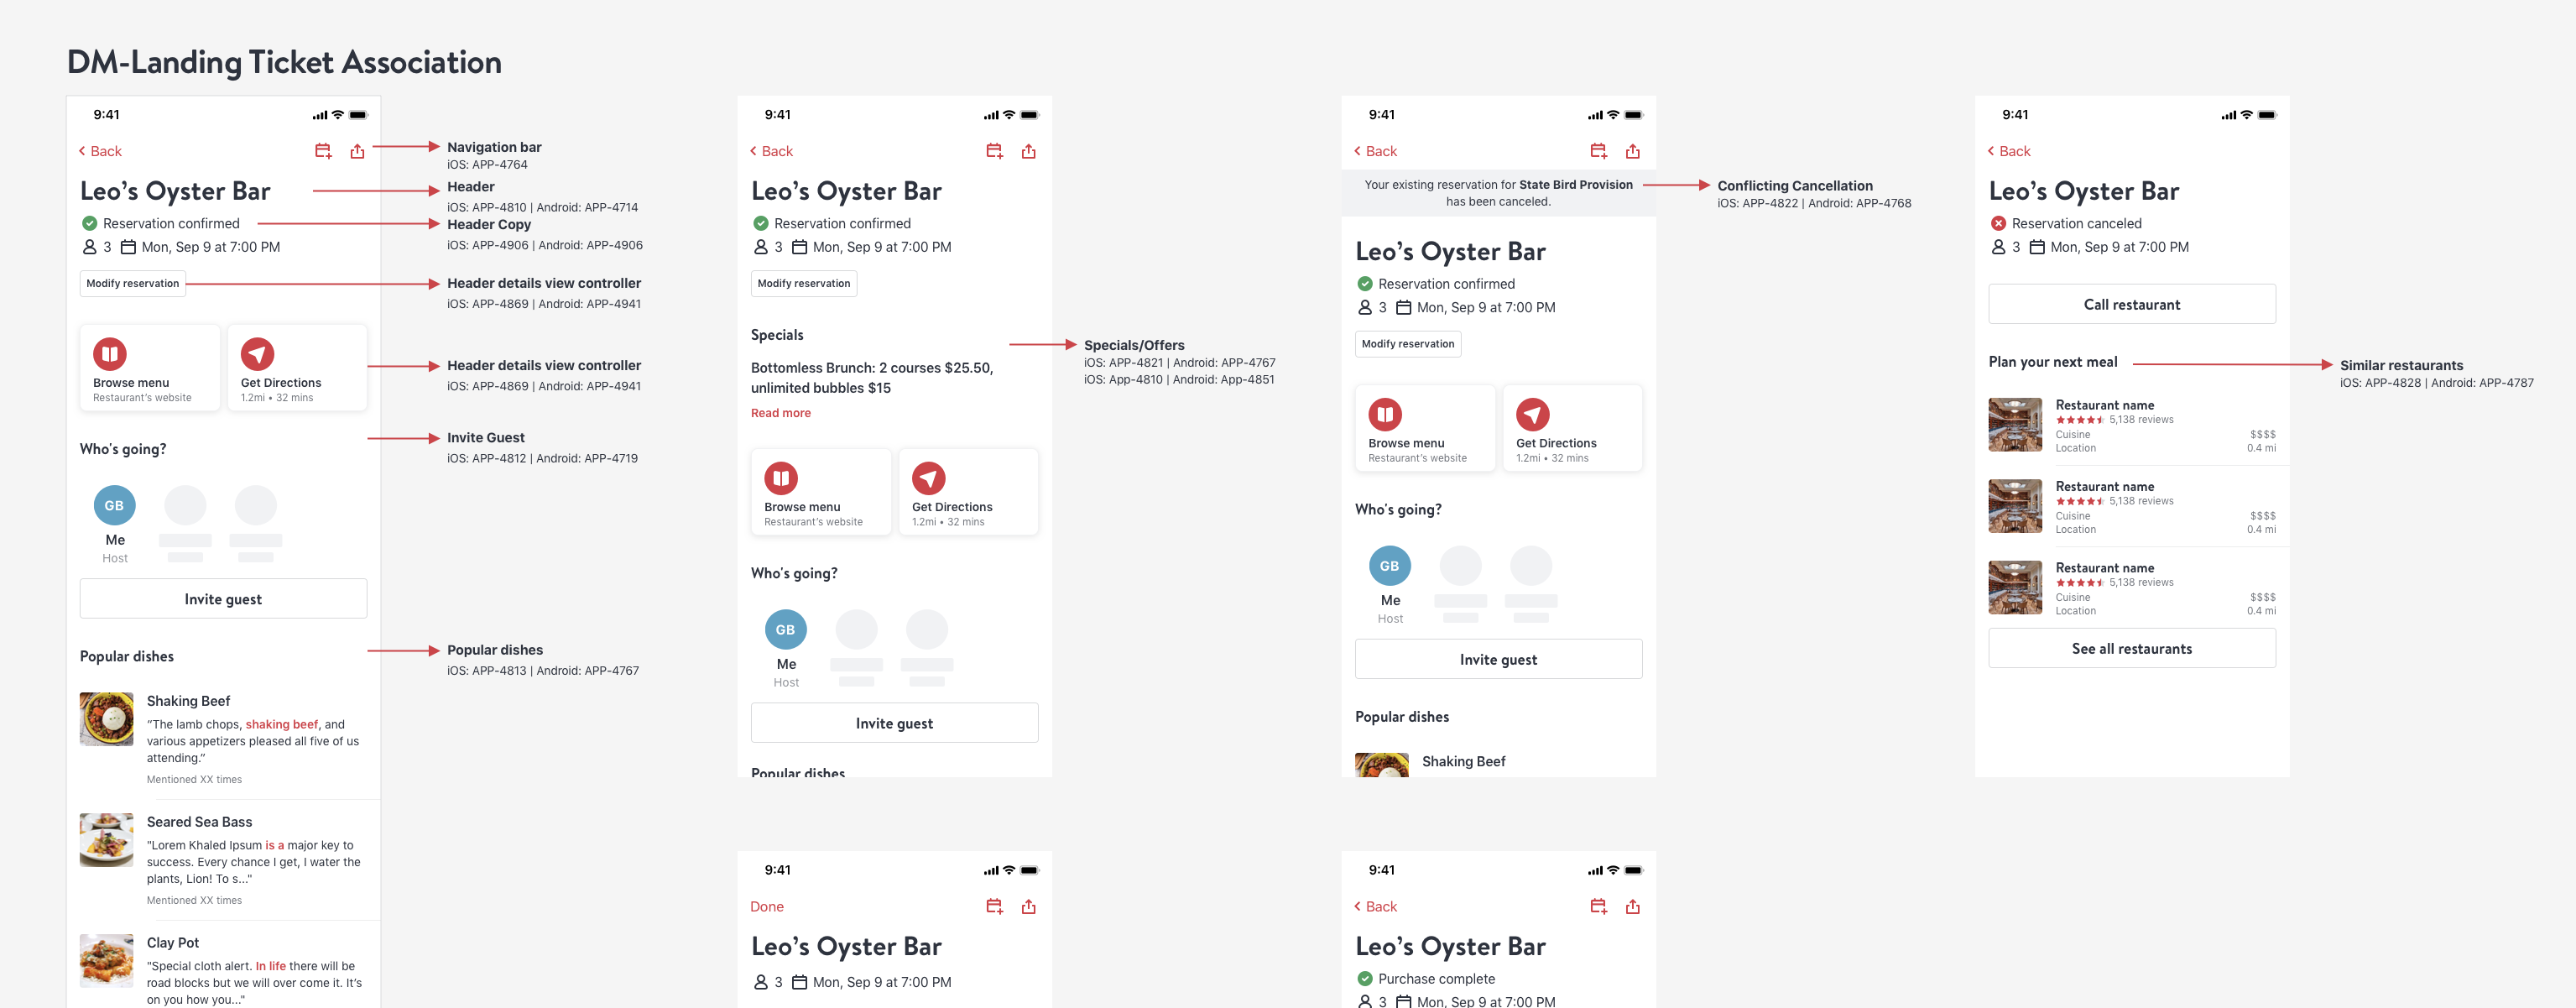 DM-Landing Ticket Association
9:41
Back
Leo’s Oyster Bar
Reservation confirmed
3 Mon, Sep 9 at 7:00 PM
Modify reservation
Browse menu
Restaurant’s website
Get Directions
1.2mi • 32 mins
Who's going?
GB
Me
Host
Invite guest
Popular dishes
Shaking Beef
“The lamb chops, shaking beef, and
various appetizers pleased all five of us
attending.”
Mentioned XX times
Seared Sea Bass
"Lorem Khaled Ipsum is a major key to
success. Every chance I get, I water the
plants, Lion! To s..."
Mentioned XX times
Clay Pot
"Special cloth alert. In life there will be
road blocks but we will over come it. It’s
on you how you..."
Navigation bar
iOS: APP-4764
Header
iOS: APP-4810 | Android: APP-4714
Header Copy
iOS: APP-4906 | Android: APP-4906
Header details view controller
iOS: APP-4869 | Android: APP-4941
Header details view controller
iOS: APP-4869 | Android: APP-4941
Invite Guest
iOS: APP-4812 | Android: APP-4719
Popular dishes
iOS: APP-4813 | Android: APP-4767
9:41
Back
Leo’s Oyster Bar
Reservation confirmed
3 Mon, Sep 9 at 7:00 PM
Modify reservation
Specials
Bottomless Brunch: 2 courses $25.50,
unlimited bubbles $15
Read more
Browse menu
Restaurant’s website
Get Directions
1.2mi • 32 mins
Who's going?
GB
Me
Host
Invite guest
Popular dishes
Specials/Offers
iOS: APP-4821 | Android: APP-4767
iOS: App-4810 | Android: App-4851
9:41
Done
Leo’s Oyster Bar
3 Mon, Sep 9 at 7:00 PM
9:41
Back
Your existing reservation for State Bird Provision
has been canceled.
Leo’s Oyster Bar
Reservation confirmed
3 Mon, Sep 9 at 7:00 PM
Modify reservation
Browse menu
Restaurant’s website
Get Directions
1.2mi • 32 mins
Who's going?
GB
Me
Host
Invite guest
Popular dishes
Shaking Beef
Conflicting Cancellation
iOS: APP-4822 | Android: APP-4768
9:41
Back
Leo’s Oyster Bar
Purchase complete
3 Mon, Sep 9 at 7:00 PM
9:41
Back
Leo’s Oyster Bar
Reservation canceled
3 Mon, Sep 9 at 7:00 PM
Call restaurant
Plan your next meal
Restaurant name
5,138 reviews
Cuisine $$$$
Location 0.4 mi
Restaurant name
5,138 reviews
Cuisine $$$$
Location 0.4 mi
Restaurant name
5,138 reviews
Cuisine $$$$
Location 0.4 mi
See all restaurants
Similar restaurants
iOS: APP-4828 | Android: APP-4787